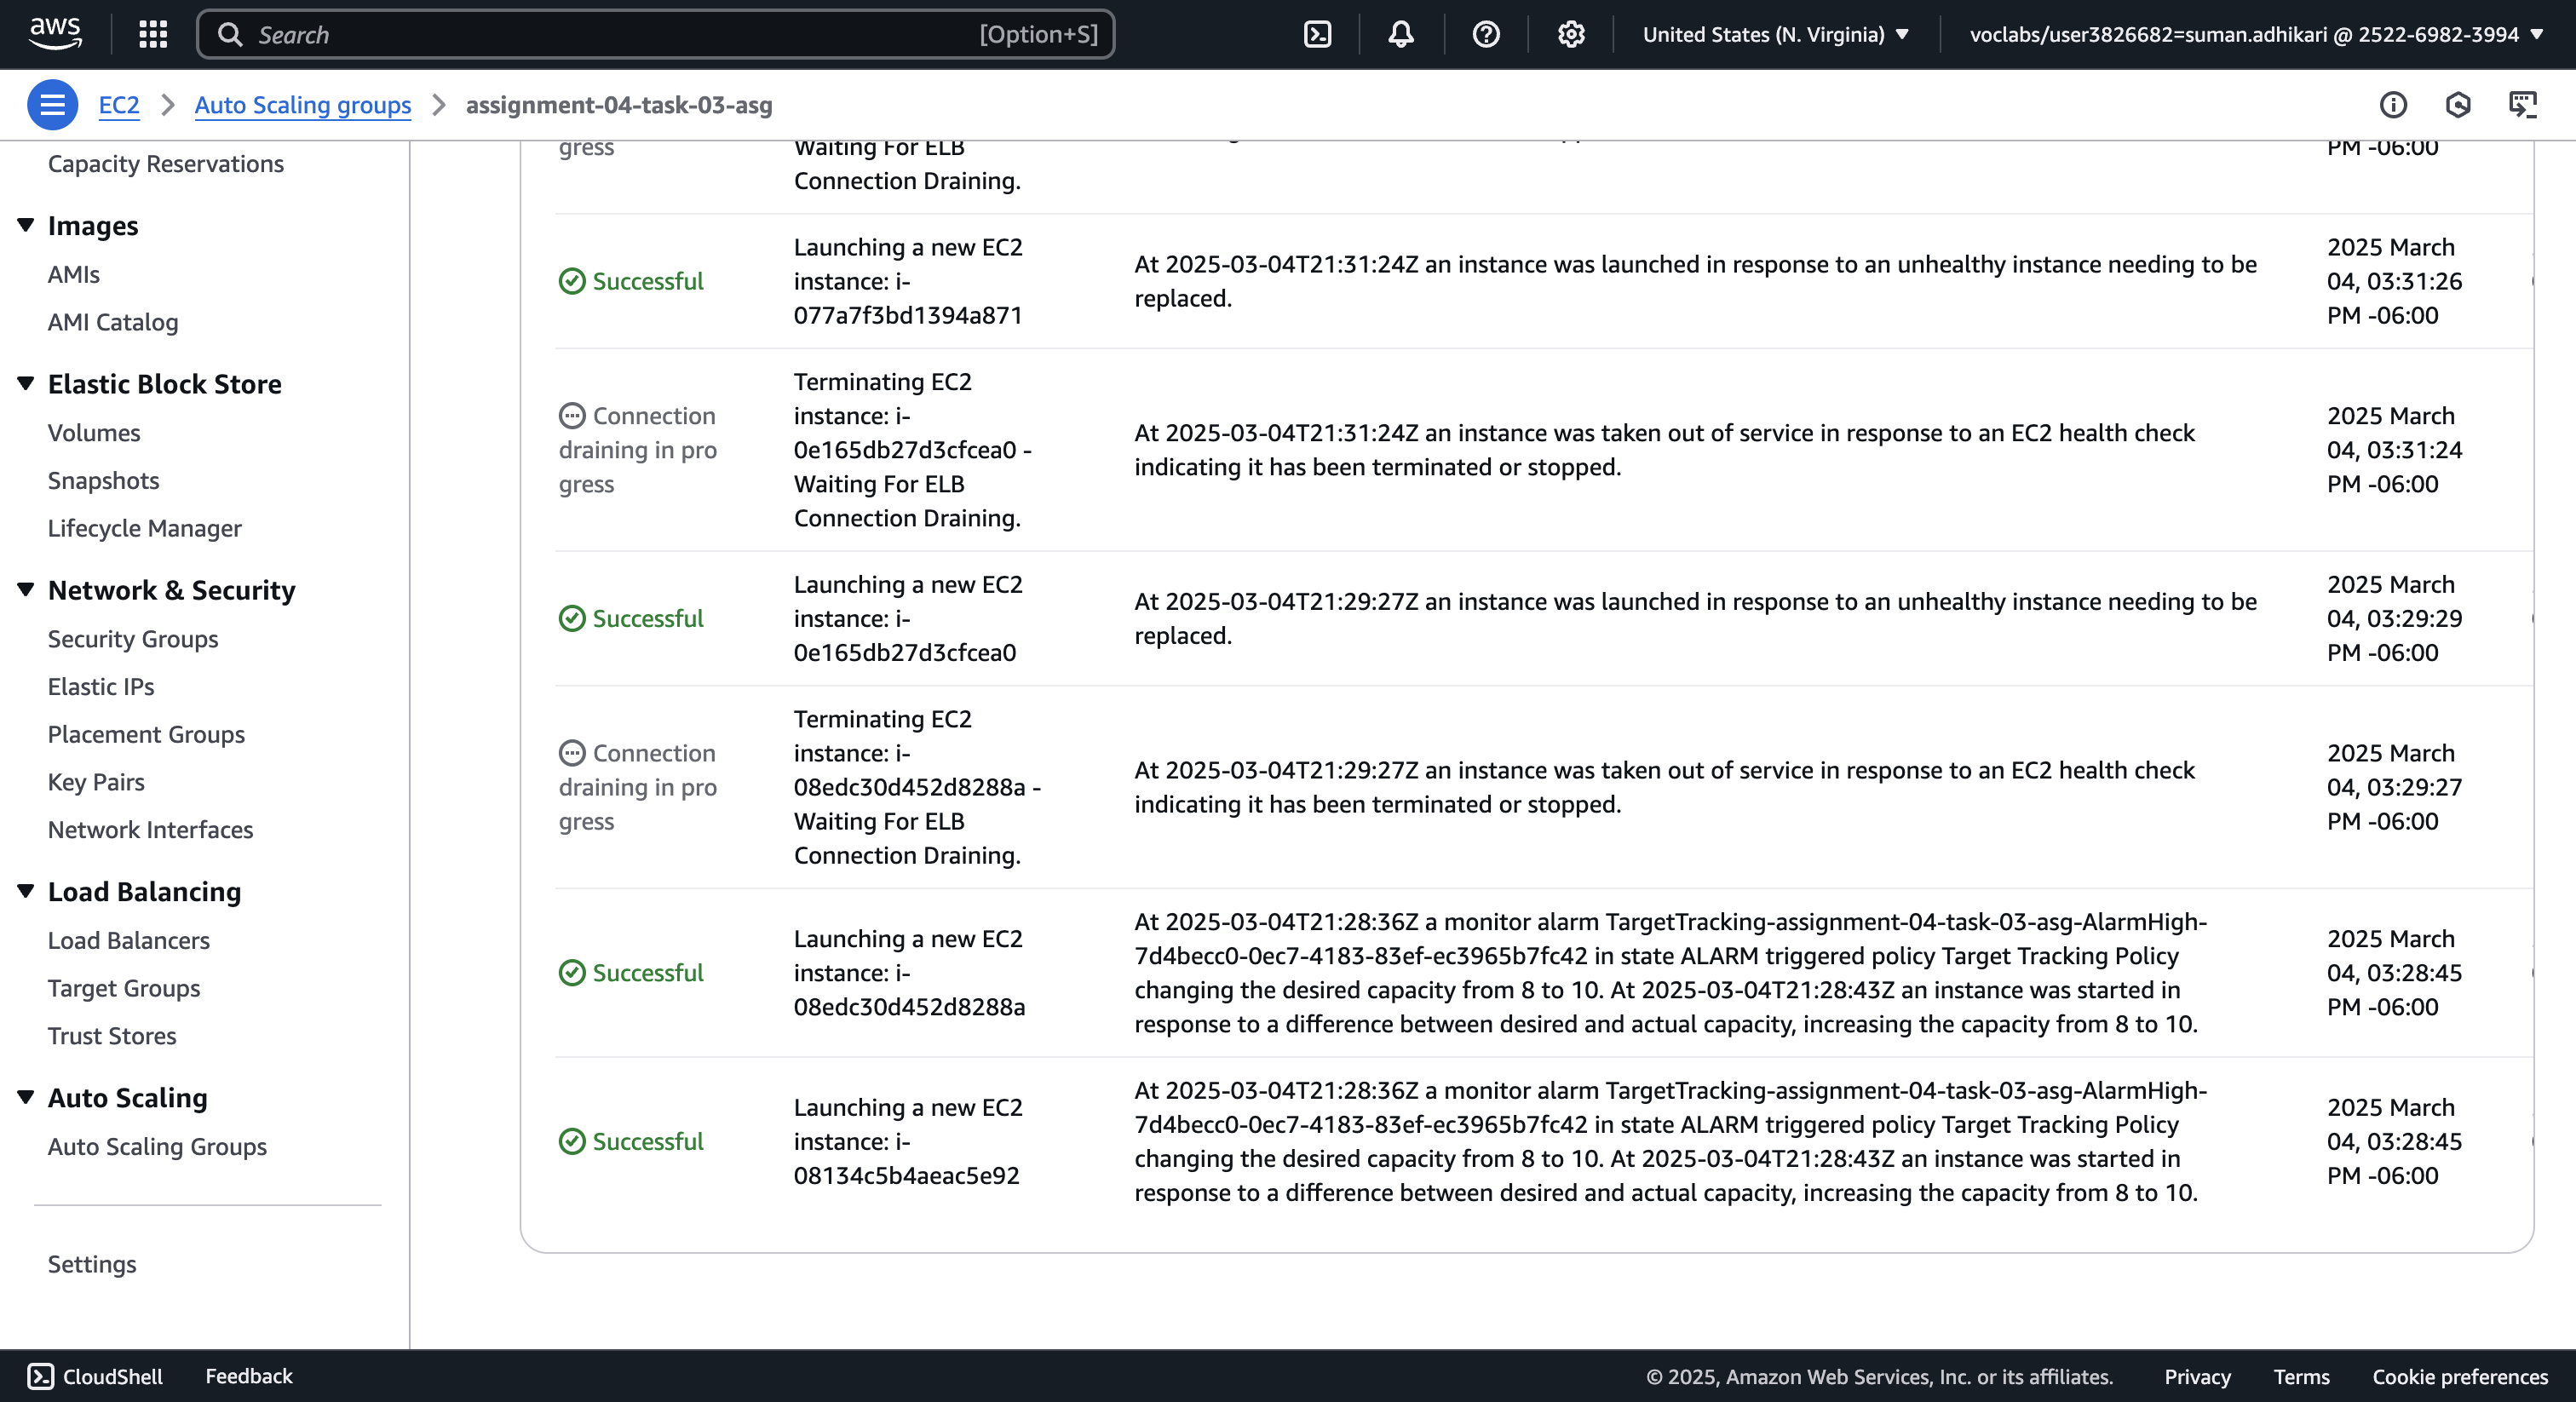 aws
Search
[Option+S]
United States (N. Virginia)
voclabs/user3826682=suman.adhikari @ 2522-6982-3994
EC2
Auto Scaling groups
assignment-04-task-03-asg
Capacity Reservations
Images
AMIs
AMI Catalog
Elastic Block Store
Volumes
Snapshots
Lifecycle Manager
Network & Security
Security Groups
Elastic IPs
Placement Groups
Key Pairs
Network Interfaces
Load Balancing
Load Balancers
Target Groups
Trust Stores
Auto Scaling
Auto Scaling Groups
Settings
gress
Waiting For ELB
Connection Draining.
PM -06:00
Successful
Launching a new EC2
instance: i-
077a7f3bd1394a871
At 2025-03-04T21:31:24Z an instance was launched in response to an unhealthy instance needing to be
replaced.
2025 March
04, 03:31:26
PM -06:00
Connection
draining in pro
gress
Terminating EC2
instance: i-
0e165db27d3cfcea0 -
Waiting For ELB
Connection Draining.
At 2025-03-04T21:31:24Z an instance was taken out of service in response to an EC2 health check
indicating it has been terminated or stopped.
2025 March
04, 03:31:24
PM -06:00
Successful
Launching a new EC2
instance: i-
0e165db27d3cfcea0
At 2025-03-04T21:29:27Z an instance was launched in response to an unhealthy instance needing to be
replaced.
2025 March
04, 03:29:29
PM -06:00
Connection
draining in pro
gress
Terminating EC2
instance: i-
08edc30d452d8288a -
Waiting For ELB
Connection Draining.
At 2025-03-04T21:29:27Z an instance was taken out of service in response to an EC2 health check
indicating it has been terminated or stopped.
2025 March
04, 03:29:27
PM -06:00
Successful
Launching a new EC2
instance: i-
08edc30d452d8288a
At 2025-03-04T21:28:36Z a monitor alarm TargetTracking-assignment-04-task-03-asg-AlarmHigh-
7d4becc0-0ec7-4183-83ef-ec3965b7fc42 in state ALARM triggered policy Target Tracking Policy
changing the desired capacity from 8 to 10. At 2025-03-04T21:28:43Z an instance was started in
response to a difference between desired and actual capacity, increasing the capacity from 8 to 10.
2025 March
04, 03:28:45
PM -06:00
Successful
Launching a new EC2
instance: i-
08134c5b4aeac5e92
At 2025-03-04T21:28:36Z a monitor alarm TargetTracking-assignment-04-task-03-asg-AlarmHigh-
7d4becc0-0ec7-4183-83ef-ec3965b7fc42 in state ALARM triggered policy Target Tracking Policy
changing the desired capacity from 8 to 10. At 2025-03-04T21:28:43Z an instance was started in
response to a difference between desired and actual capacity, increasing the capacity from 8 to 10.
2025 March
04, 03:28:45
PM -06:00
CloudShell
Feedback
© 2025, Amazon Web Services, Inc. or its affiliates.
Privacy
Terms
Cookie preferences